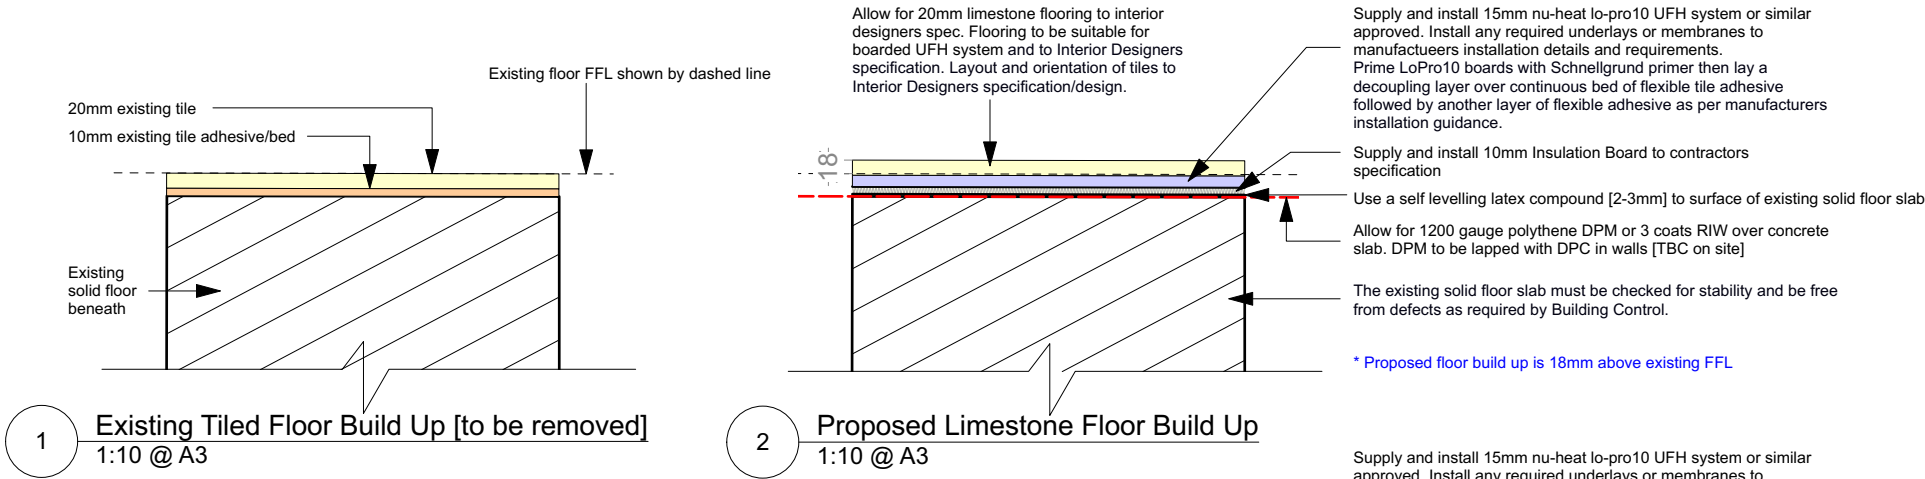 Existing floor FFL shown by dashed line
20mm existing tile
10mm existing tile adhesive/bed
Existing
solid floor
beneath
1
Existing Tiled Floor Build Up [to be removed]
1:10 @ A3
Allow for 20mm limestone flooring to interior
designers spec. Flooring to be suitable for
boarded UFH system and to Interior Designers
specification. Layout and orientation of tiles to
Interior Designers specification/design.
18
2
Proposed Limestone Floor Build Up
1:10 @ A3
Supply and install 15mm nu-heat lo-pro10 UFH system or similar
approved. Install any required underlays or membranes to
manufactueers installation details and requirements.
Prime LoPro10 boards with Schnellgrund primer then lay a
decoupling layer over continuous bed of flexible tile adhesive
followed by another layer of flexible adhesive as per manufacturers
installation guidance.
Supply and install 10mm Insulation Board to contractors
specification
Use a self levelling latex compound [2-3mm] to surface of existing solid floor slab
Allow for 1200 gauge polythene DPM or 3 coats RIW over concrete
slab. DPM to be lapped with DPC in walls [TBC on site]
The existing solid floor slab must be checked for stability and be free
from defects as required by Building Control.
* Proposed floor build up is 18mm above existing FFL
Supply and install 15mm nu-heat lo-pro10 UFH system or similar
approved. Install any required underlays or membranes to